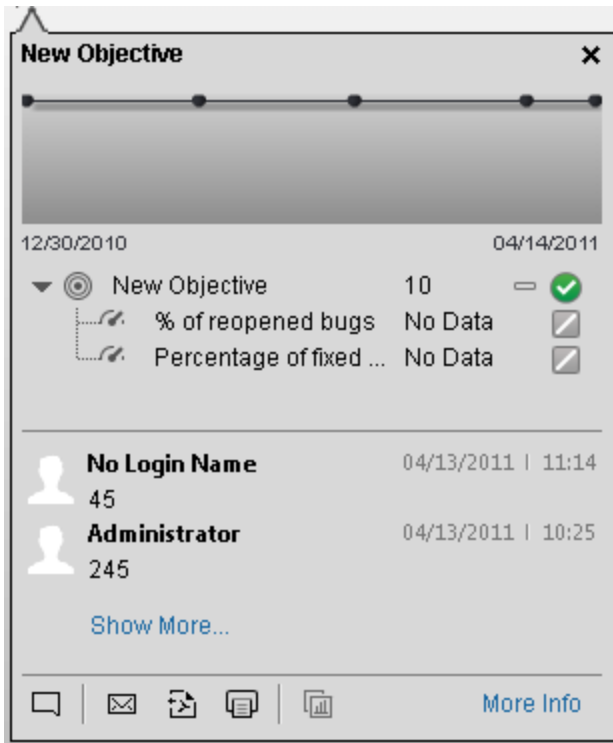 New Objective
12/30/2010 04/14/2011
New Objective 10
% of reopened bugs No Data
Percentage of fixed ... No Data
No Login Name 04/13/2011 | 11:14
45
Administrator 04/13/2011 | 10:25
245
Show More...
More Info